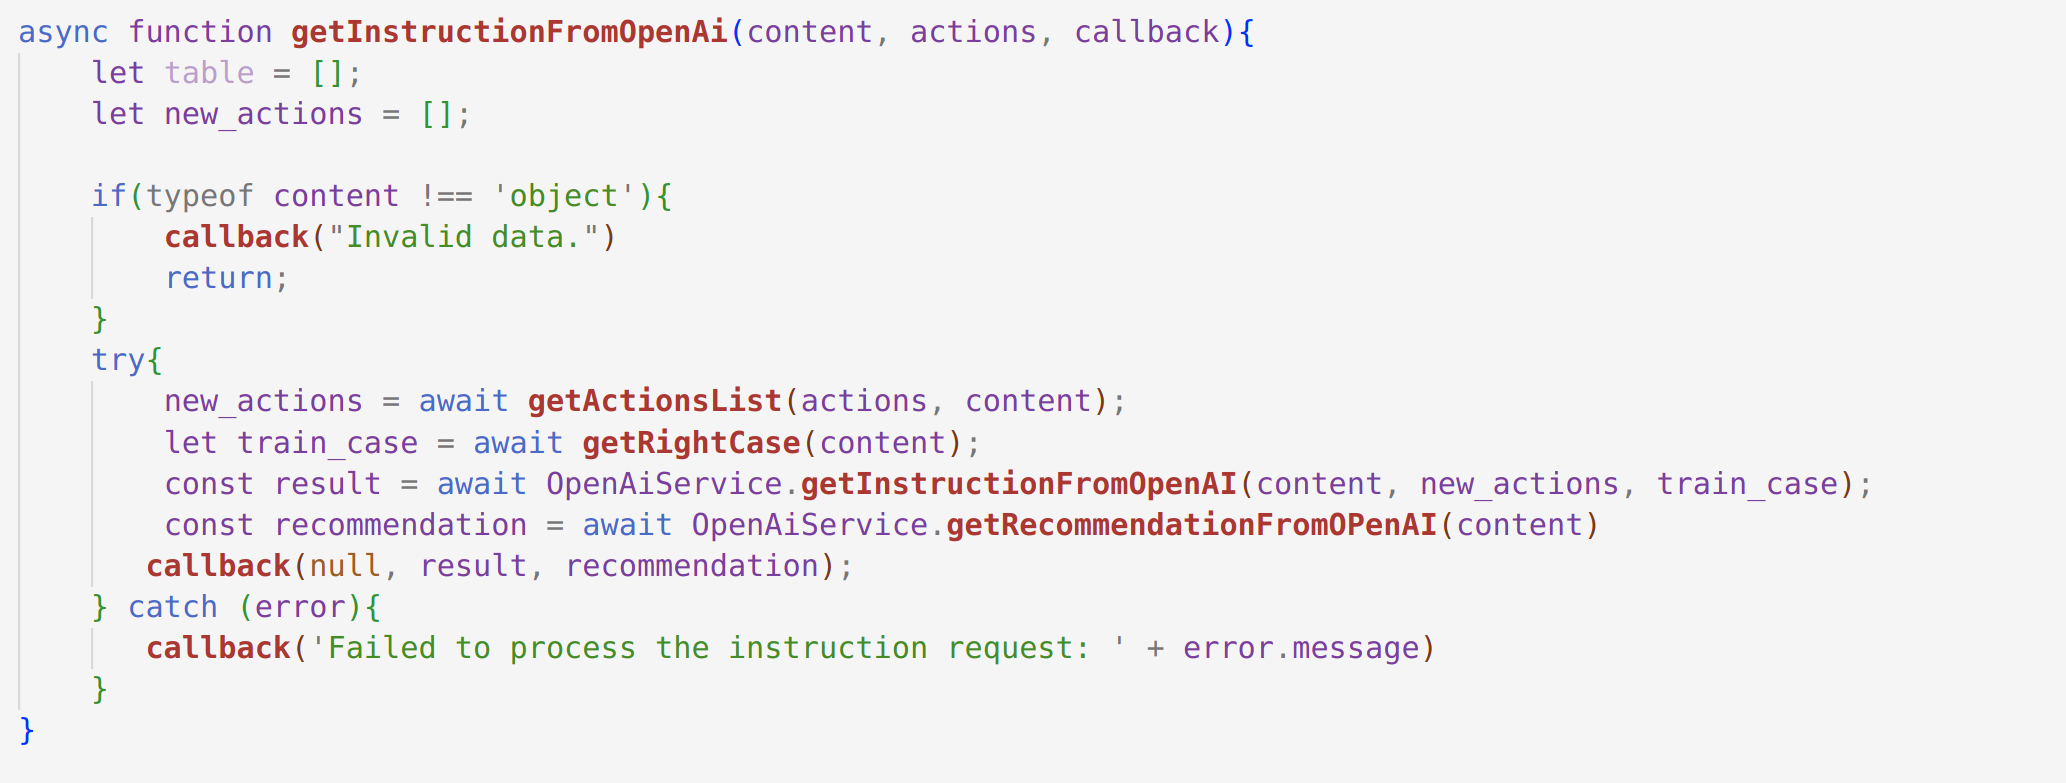 async function getInstructionFromOpenAi(content, actions, callback){
    let table = [];
    let new_actions = [];

    if(typeof content !== 'object'){
        callback("Invalid data.")
        return;
    }
    try{
        new_actions = await getActionsList(actions, content);
        let train_case = await getRightCase(content);
        const result = await OpenAiService.getInstructionFromOpenAI(content, new_actions, train_case);
        const recommendation = await OpenAiService.getRecommendationFromOPenAI(content)
       callback(null, result, recommendation);
    } catch (error){
       callback('Failed to process the instruction request: ' + error.message)
    }
}